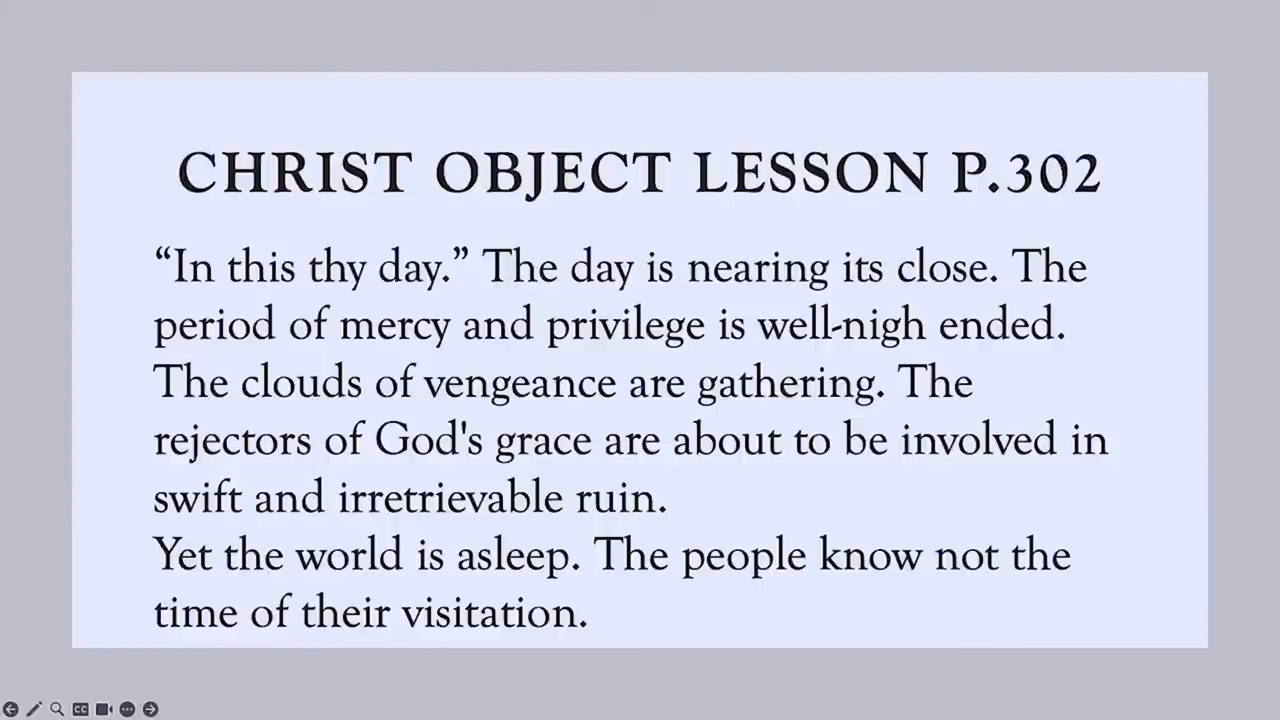 CHRIST OBJECT LESSON P.302
“In this thy day.” The day is nearing its close. The
period of mercy and privilege is well-nigh ended.
The clouds of vengeance are gathering. The
rejectors of God's grace are about to be involved in
swift and irretrievable ruin.
Yet the world is asleep. The people know not the
time of their visitation.
CC